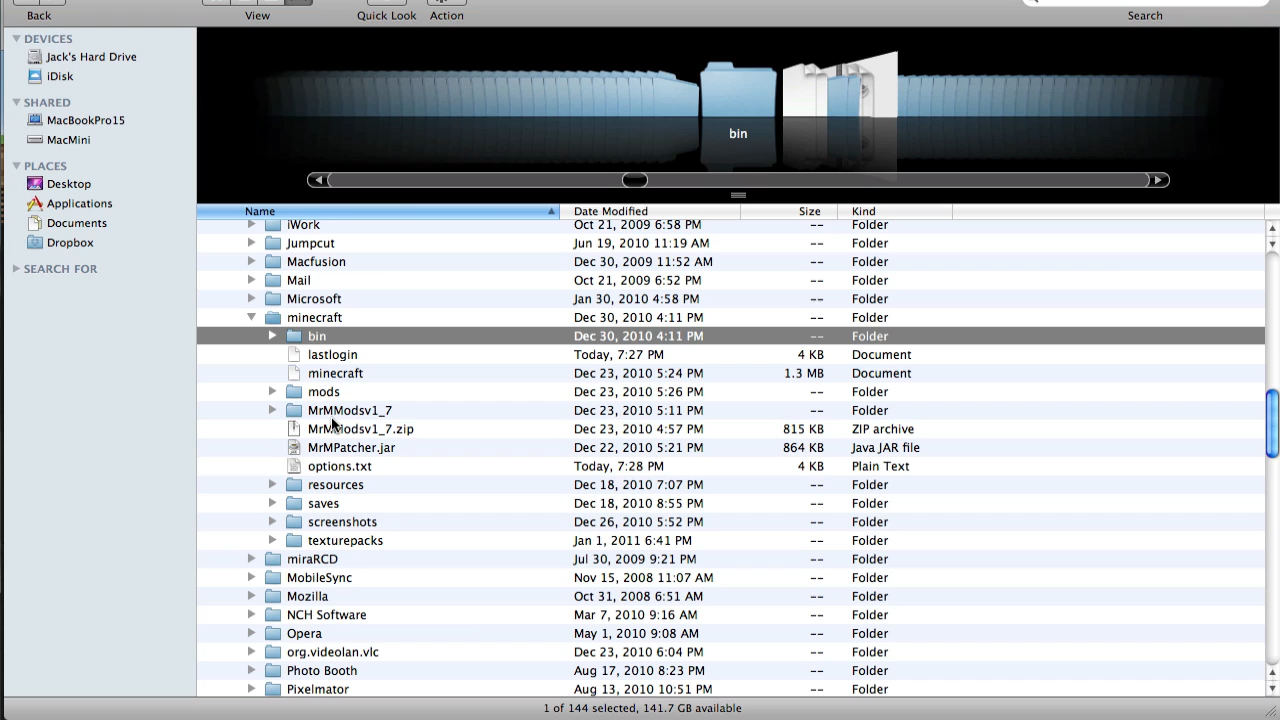 Back View Quick Look Action Search
DEVICES
Jack's Hard Drive
iDisk
SHARED
MacBookPro15
MacMini
PLACES
Desktop
Applications
Documents
Dropbox
SEARCH FOR
bin
Name Date Modified Size Kind
iWork Oct 21, 2009 6:58 PM -- Folder
Jumpcut Jun 19, 2010 11:19 AM -- Folder
Macfusion Dec 30, 2009 11:52 AM -- Folder
Mail Oct 21, 2009 6:52 PM -- Folder
Microsoft Jan 30, 2010 4:58 PM -- Folder
minecraft Dec 30, 2010 4:11 PM -- Folder
bin Dec 30, 2010 4:11 PM -- Folder
lastlogin Today, 7:27 PM 4 KB Document
minecraft Dec 23, 2010 5:24 PM 1.3 MB Document
mods Dec 23, 2010 5:26 PM -- Folder
MrMModsv1_7 Dec 23, 2010 5:11 PM -- Folder
MrMModsv1_7.zip Dec 23, 2010 4:57 PM 815 KB ZIP archive
MrMPatcher.jar Dec 22, 2010 5:21 PM 864 KB Java JAR file
options.txt Today, 7:28 PM 4 KB Plain Text
resources Dec 18, 2010 7:07 PM -- Folder
saves Dec 18, 2010 8:55 PM -- Folder
screenshots Dec 26, 2010 5:52 PM -- Folder
texturepacks Jan 1, 2011 6:41 PM -- Folder
miraRCD Jul 30, 2009 9:21 PM -- Folder
MobileSync Nov 15, 2008 11:07 AM -- Folder
Mozilla Oct 31, 2008 6:51 AM -- Folder
NCH Software Mar 7, 2010 9:16 AM -- Folder
Opera May 1, 2010 9:08 AM -- Folder
org.videolan.vlc Dec 23, 2010 6:04 PM -- Folder
Photo Booth Aug 17, 2010 8:23 PM -- Folder
Pixelmator Aug 13, 2010 10:51 PM -- Folder
1 of 144 selected, 141.7 GB available